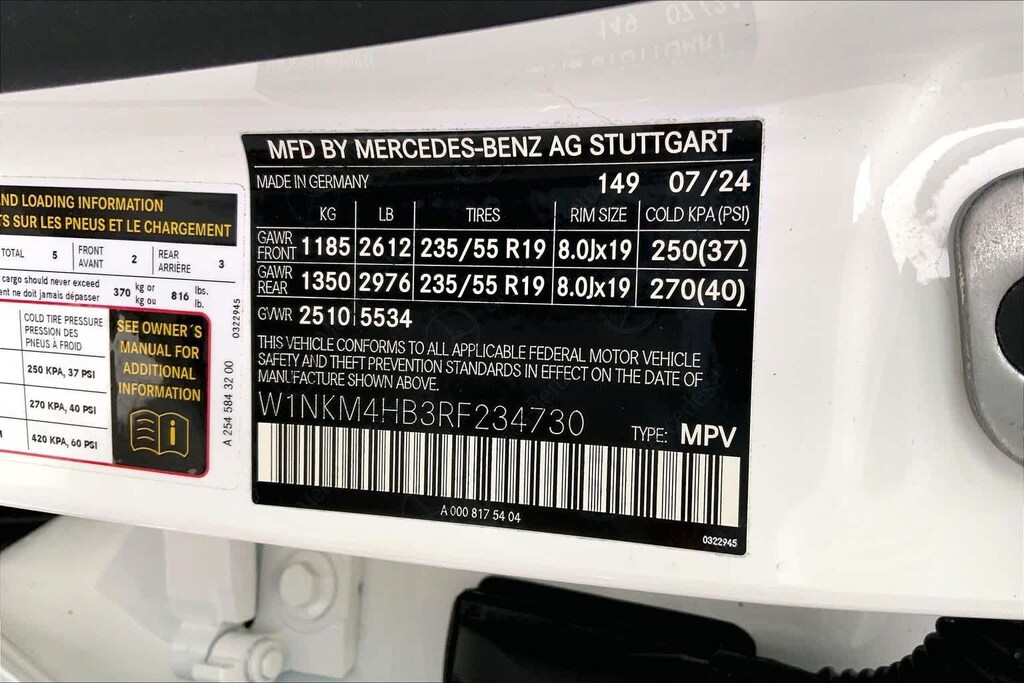 ND LOADING INFORMATION
TS SUR LES PNEUS ET LE CHARGEMENT
TOTAL 5 FRONT AVANT 2 REAR ARRIÈRE 3
cargo should never exceed
ent ne doit jamais dépasser 370 kg or kg ou 816 lbs. lb.
COLD TIRE PRESSURE
PRESSION DES
PNEUS À FROID
250 KPA, 37 PSI
270 KPA, 40 PSI
420 KPA, 60 PSI
SEE OWNER´S
MANUAL FOR
ADDITIONAL
INFORMATION
0322945
A 254 584 32 00
MFD BY MERCEDES-BENZ AG STUTTGART
MADE IN GERMANY 149 07/24
KG LB TIRES RIM SIZE COLD KPA(PSI)
GAWR FRONT 1185 2612 235/55 R19 8.0Jx19 250(37)
GAWR REAR 1350 2976 235/55 R19 8.0Jx19 270(40)
GVWR 2510 5534
THIS VEHICLE CONFORMS TO ALL APPLICABLE FEDERAL MOTOR VEHICLE
SAFETY AND THEFT PREVENTION STANDARDS IN EFFECT ON THE DATE OF
MANUFACTURE SHOWN ABOVE.
W1NKM4HB3RF234730
TYPE: MPV
A 000 817 54 04
0322945